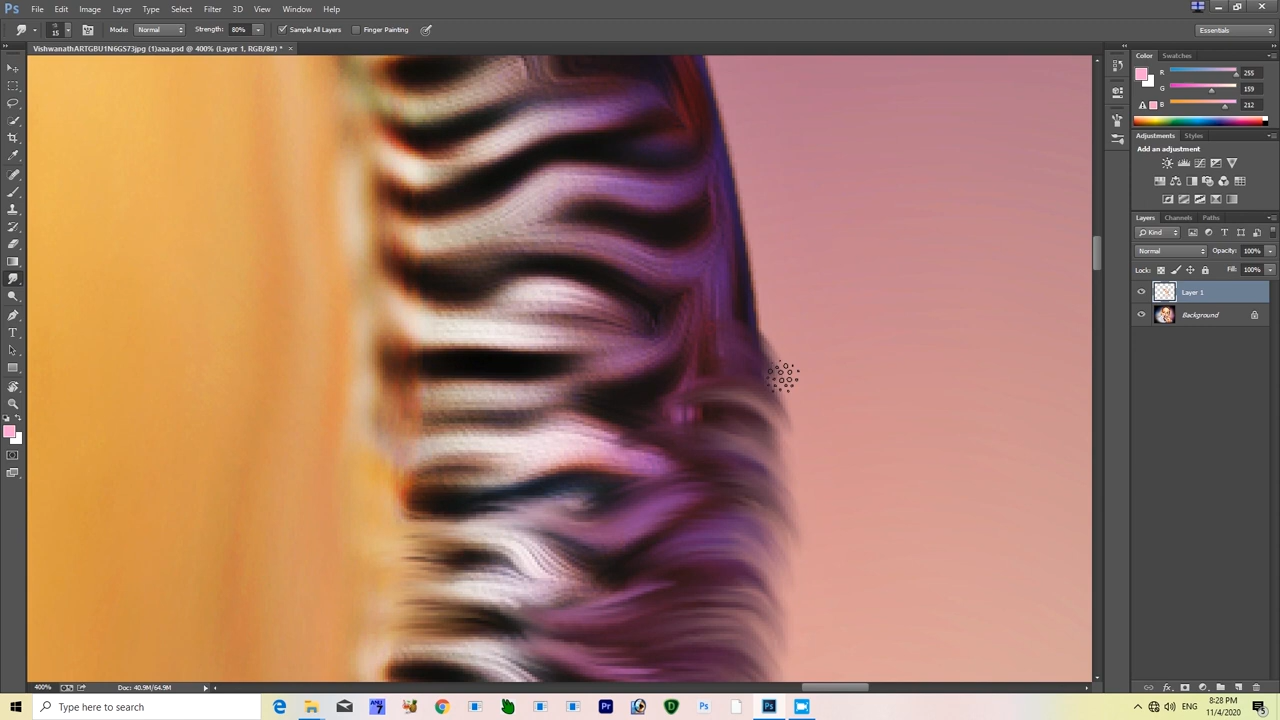 Ps File Edit Image Layer Type Select Filter 3D View Window Help
15 Mode: Normal Strength: 80% Sample All Layers Finger Painting Essentials
VishwanathARTGBU1N6GS73jpg (1)aaa.psd @ 400% (Layer 1, RGB/8#) * ×
Color Swatches
R 255
G 159
B 212
Adjustments Styles
Add an adjustment
Layers Channels Paths
Kind
Normal Opacity: 100%
Lock: Fill: 100%
Layer 1
Background
400% Doc: 40.9M/64.9M
Type here to search
ENG
8:28 PM
11/4/2020